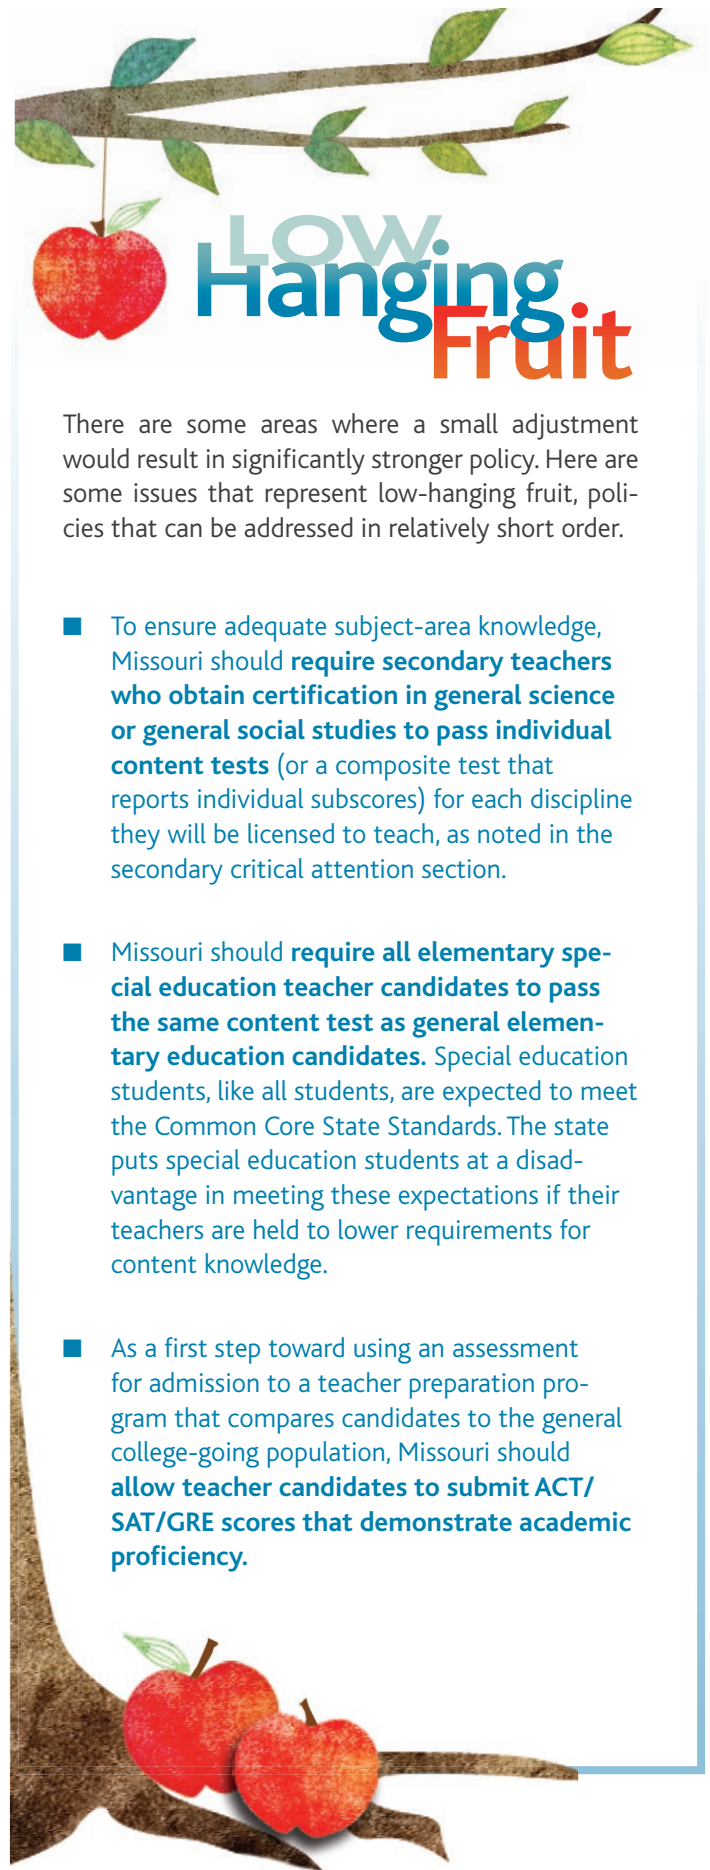 LOW
Hanging
Fruit
There are some areas where a small adjustment
would result in significantly stronger policy. Here are
some issues that represent low-hanging fruit, poli-
cies that can be addressed in relatively short order.
■ To ensure adequate subject-area knowledge,
Missouri should require secondary teachers
who obtain certification in general science
or general social studies to pass individual
content tests (or a composite test that
reports individual subscores) for each discipline
they will be licensed to teach, as noted in the
secondary critical attention section.
■ Missouri should require all elementary spe-
cial education teacher candidates to pass
the same content test as general elemen-
tary education candidates. Special education
students, like all students, are expected to meet
the Common Core State Standards. The state
puts special education students at a disad-
vantage in meeting these expectations if their
teachers are held to lower requirements for
content knowledge.
■ As a first step toward using an assessment
for admission to a teacher preparation pro-
gram that compares candidates to the general
college-going population, Missouri should
allow teacher candidates to submit ACT/
SAT/GRE scores that demonstrate academic
proficiency.